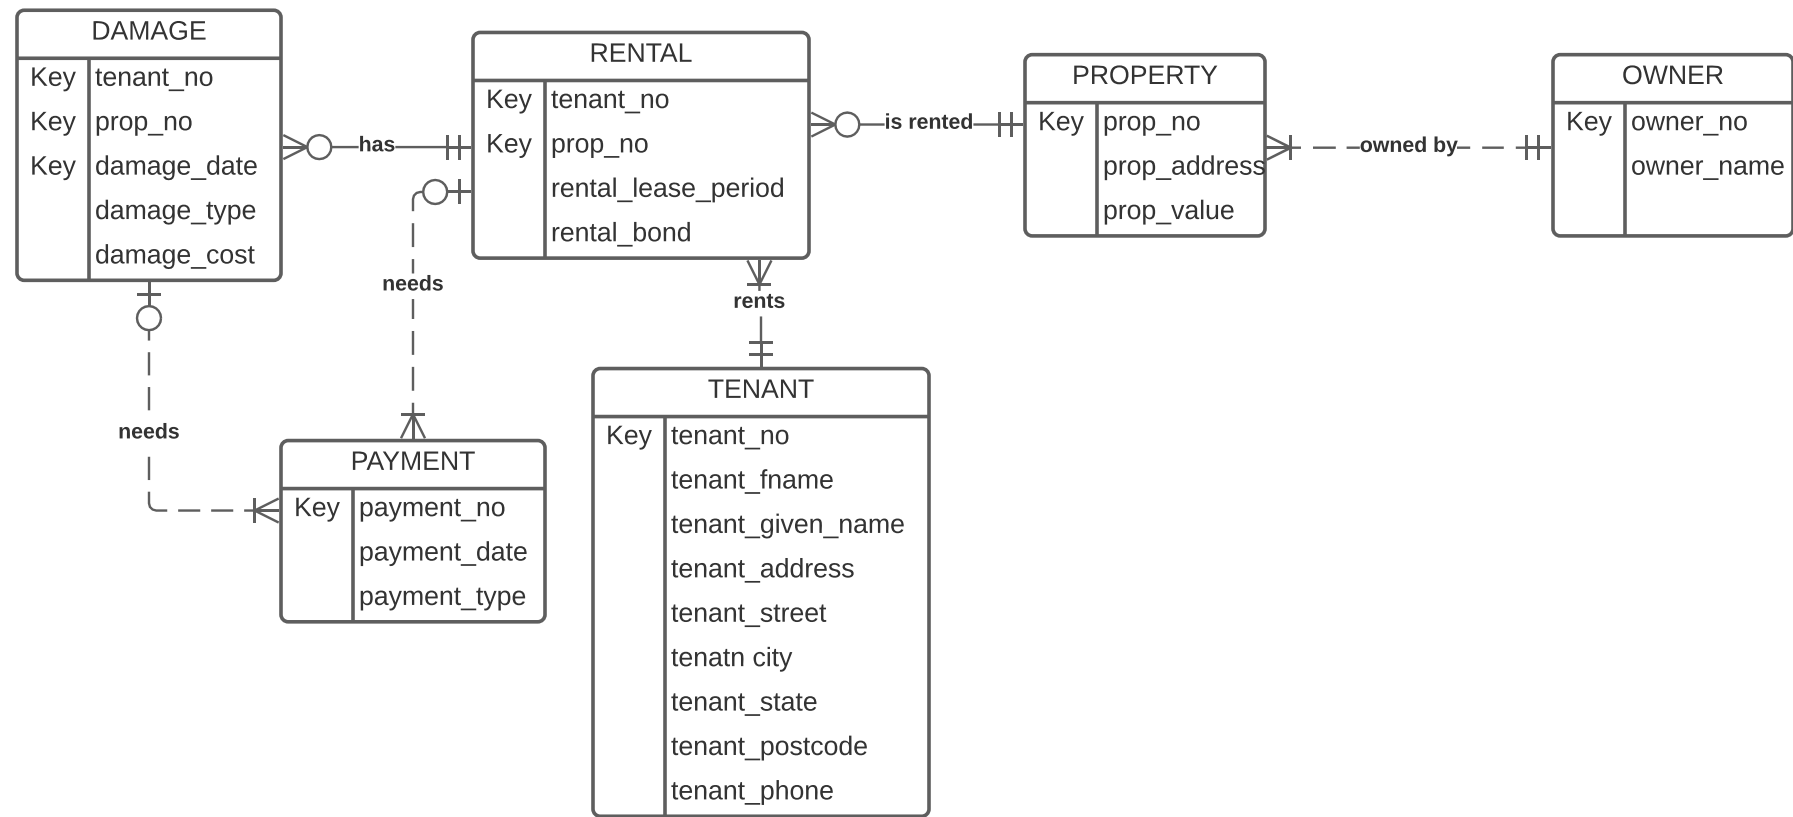 DAMAGE
Key tenant_no
Key prop_no
Key damage_date
damage_type
damage_cost
has
RENTAL
Key tenant_no
Key prop_no
rental_lease_period
rental_bond
is rented
PROPERTY
Key prop_no
prop_address
prop_value
owned by
OWNER
Key owner_no
owner_name
needs
rents
needs
PAYMENT
Key payment_no
payment_date
payment_type
TENANT
Key tenant_no
tenant_fname
tenant_given_name
tenant_address
tenant_street
tenatn city
tenant_state
tenant_postcode
tenant_phone